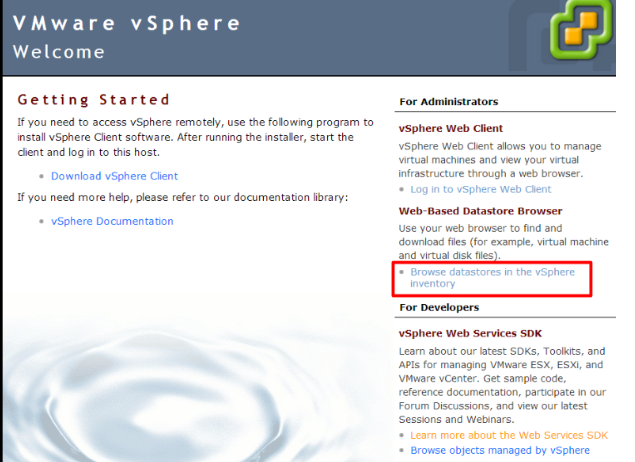 VMware vSphere
Welcome
Getting Started
If you need to access vSphere remotely, use the following program to
install vSphere Client software. After running the installer, start the
client and log in to this host.
Download vSphere Client
If you need more help, please refer to our documentation library:
vSphere Documentation
For Administrators
vSphere Web Client
vSphere Web Client allows you to manage
virtual machines and view your virtual
infrastructure through a web browser.
Log in to vSphere Web Client
Web-Based Datastore Browser
Use your web browser to find and
download files (for example, virtual machine
and virtual disk files).
Browse datastores in the vSphere
inventory
For Developers
vSphere Web Services SDK
Learn about our latest SDKs, Toolkits, and
APIs for managing VMware ESX, ESXi, and
VMware vCenter. Get sample code,
reference documentation, participate in our
Forum Discussions, and view our latest
Sessions and Webinars.
Learn more about the Web Services SDK
Browse objects managed by vSphere